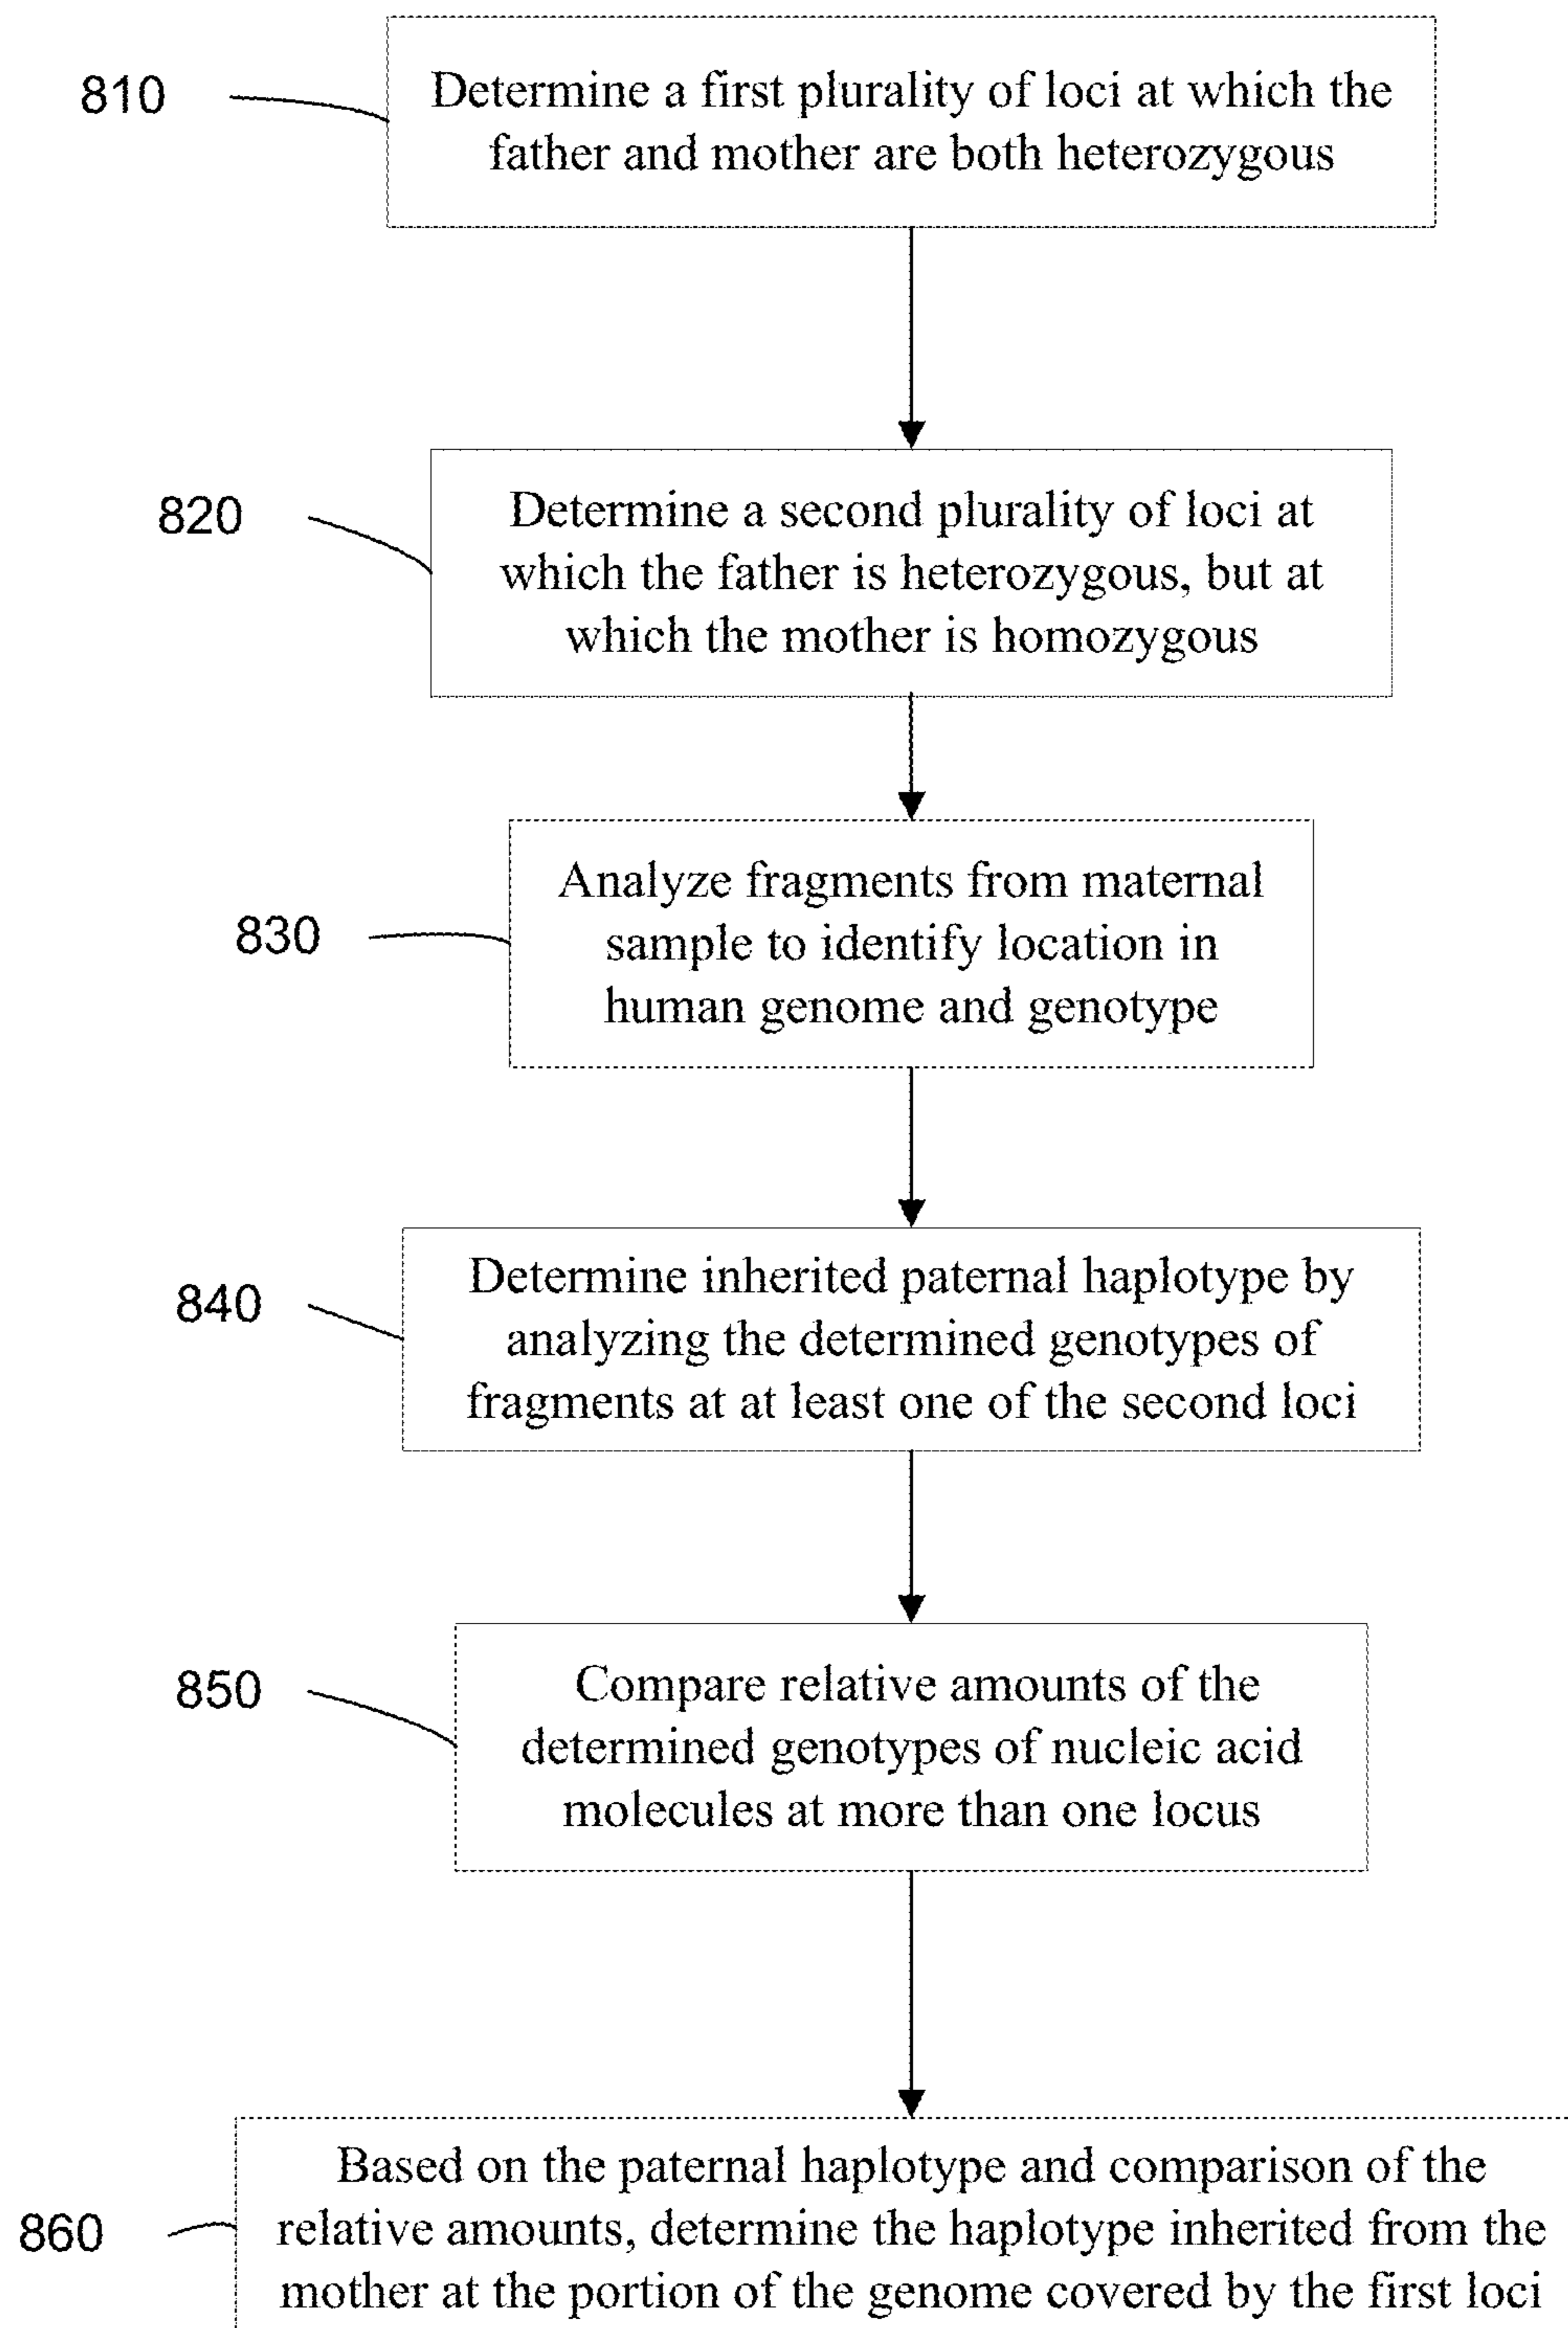 810
Determine a first plurality of loci at which the
father and mother are both heterozygous
820
Determine a second plurality of loci at
which the father is heterozygous, but at
which the mother is homozygous
830
Analyze fragments from maternal
sample to identify location in
human genome and genotype
840
Determine inherited paternal haplotype by
analyzing the determined genotypes of
fragments at at least one of the second loci
850
Compare relative amounts of the
determined genotypes of nucleic acid
molecules at more than one locus
860
Based on the paternal haplotype and comparison of the
relative amounts, determine the haplotype inherited from the
mother at the portion of the genome covered by the first loci